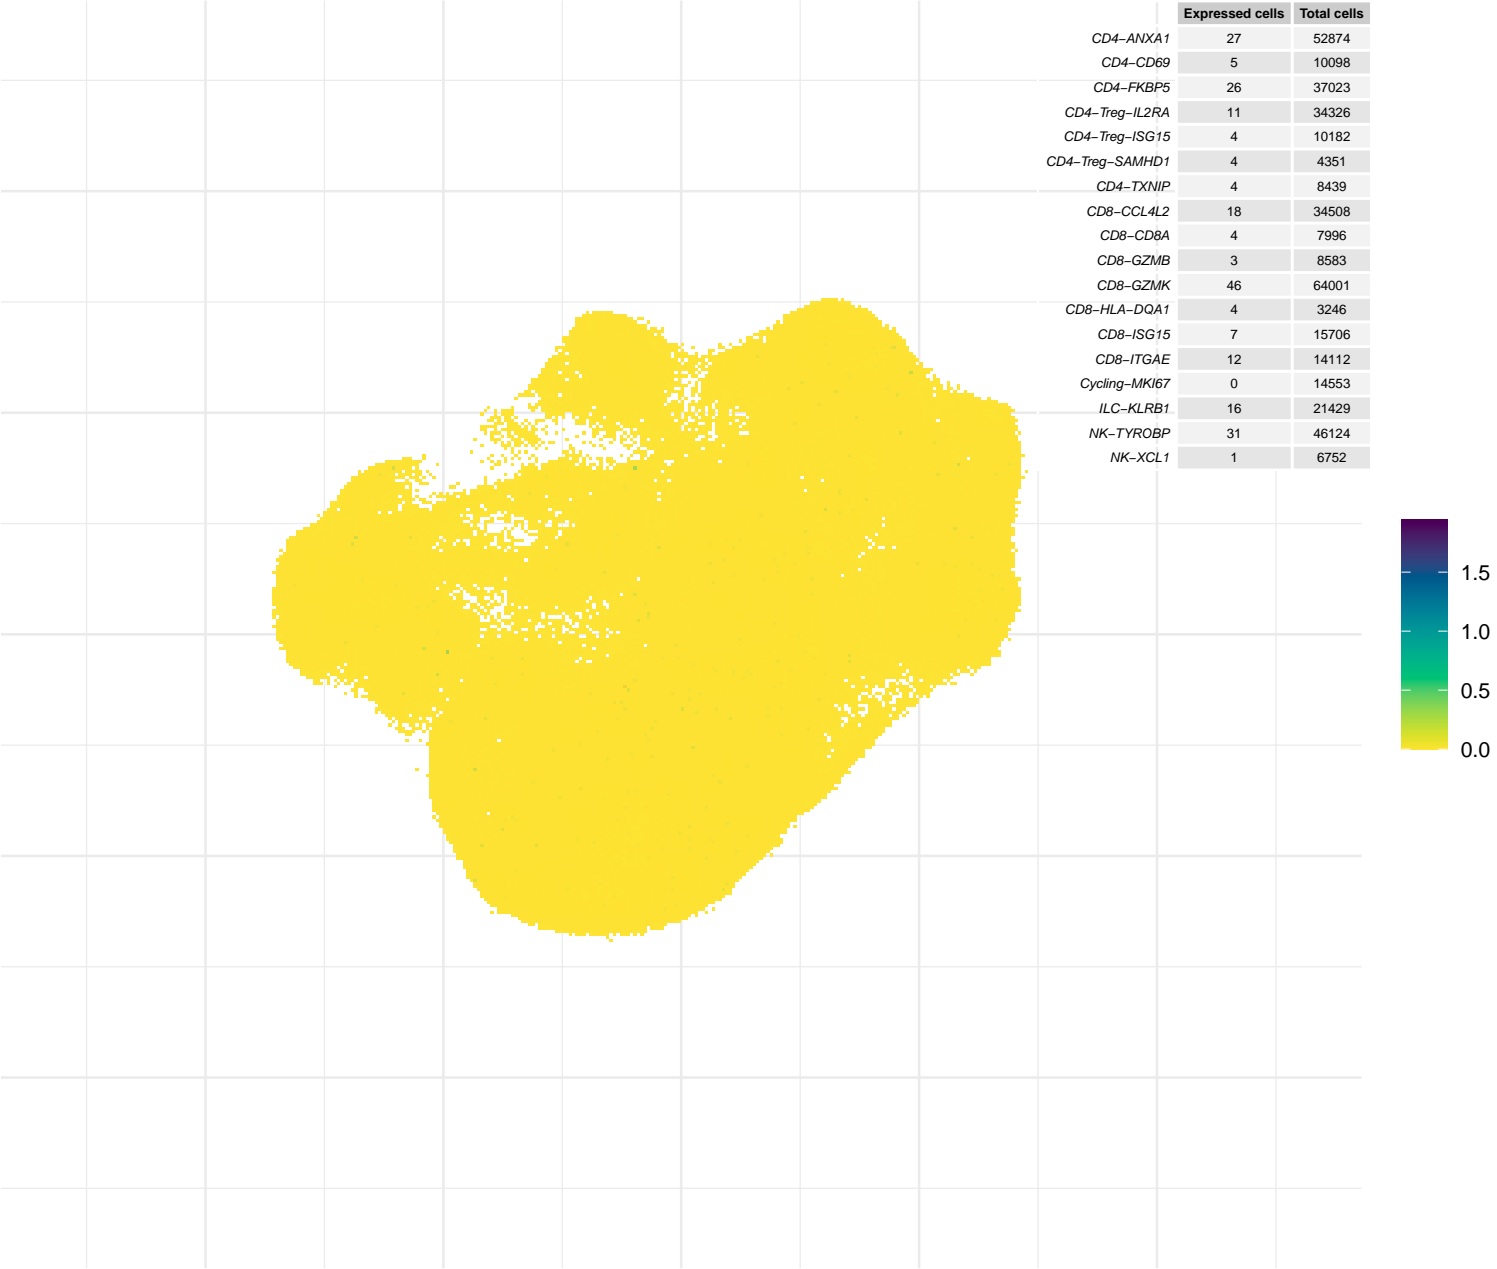 Expressed cells Total cells
CD4−ANXA1 27 52874
CD4−CD69 5 10098
CD4−FKBP5 26 37023
CD4−Treg−IL2RA 11 34326
CD4−Treg−ISG15 4 10182
CD4−Treg−SAMHD1 4 4351
CD4−TXNIP 4 8439
CD8−CCL4L2 18 34508
CD8−CD8A 4 7996
CD8−GZMB 3 8583
CD8−GZMK 46 64001
CD8−HLA−DQA1 4 3246
CD8−ISG15 7 15706
CD8−ITGAE 12 14112
Cycling−MKI67 0 14553
ILC−KLRB1 16 21429
NK−TYROBP 31 46124
NK−XCL1 1 6752
1.5
1.0
0.5
0.0